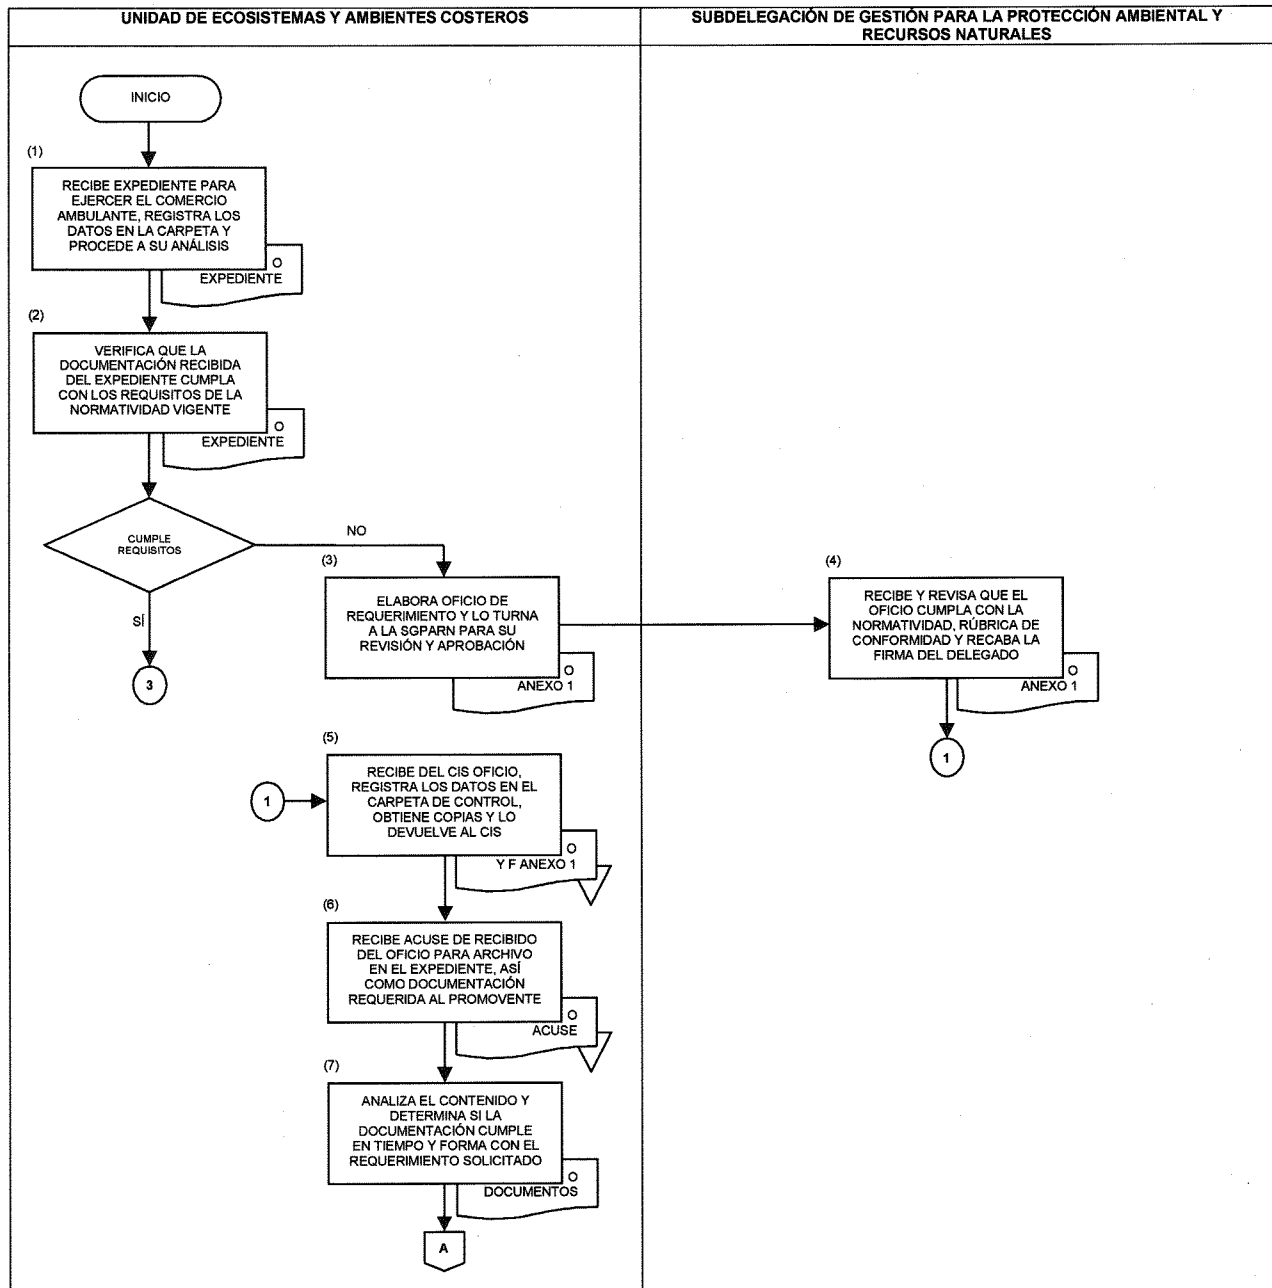 UNIDAD DE ECOSISTEMAS Y AMBIENTES COSTEROS
SUBDELEGACIÓN DE GESTIÓN PARA LA PROTECCIÓN AMBIENTAL Y
RECURSOS NATURALES
INICIO
(1)
RECIBE EXPEDIENTE PARA
EJERCER EL COMERCIO
AMBULANTE, REGISTRA LOS
DATOS EN LA CARPETA Y
PROCEDE A SU ANÁLISIS
O
EXPEDIENTE
(2)
VERIFICA QUE LA
DOCUMENTACIÓN RECIBIDA
DEL EXPEDIENTE CUMPLA
CON LOS REQUISITOS DE LA
NORMATIVIDAD VIGENTE
O
EXPEDIENTE
CUMPLE
REQUISITOS
NO
SÍ
3
(3)
ELABORA OFICIO DE
REQUERIMIENTO Y LO TURNA
A LA SGPARN PARA SU
REVISIÓN Y APROBACIÓN
O
ANEXO 1
(4)
RECIBE Y REVISA QUE EL
OFICIO CUMPLA CON LA
NORMATIVIDAD, RÚBRICA DE
CONFORMIDAD Y RECABA LA
FIRMA DEL DELEGADO
O
ANEXO 1
1
(5)
1
RECIBE DEL CIS OFICIO,
REGISTRA LOS DATOS EN EL
CARPETA DE CONTROL,
OBTIENE COPIAS Y LO
DEVUELVE AL CIS
O
Y F ANEXO 1
(6)
RECIBE ACUSE DE RECIBIDO
DEL OFICIO PARA ARCHIVO
EN EL EXPEDIENTE, ASÍ
COMO DOCUMENTACIÓN
REQUERIDA AL PROMOVENTE
O
ACUSE
(7)
ANALIZA EL CONTENIDO Y
DETERMINA SI LA
DOCUMENTACIÓN CUMPLE
EN TIEMPO Y FORMA CON EL
REQUERIMIENTO SOLICITADO
O
DOCUMENTOS
A